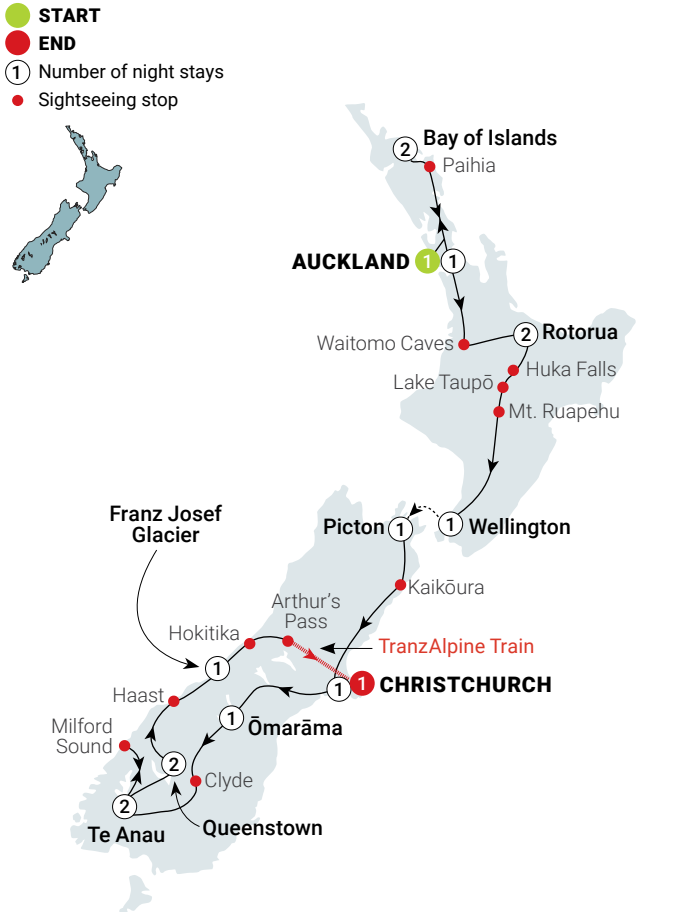 START
END
1 Number of night stays
Sightseeing stop
2 Bay of Islands
Paihia
AUCKLAND 1 1
Waitomo Caves
2 Rotorua
Huka Falls
Lake Taupō
Mt. Ruapehu
Franz Josef
Glacier
Picton 1
1 Wellington
Kaikōura
Arthur's
Pass
Hokitika
TranzAlpine Train
1
1 1 CHRISTCHURCH
Haast
1 Ōmarāma
Milford
Sound
2
Clyde
2
Te Anau
Queenstown